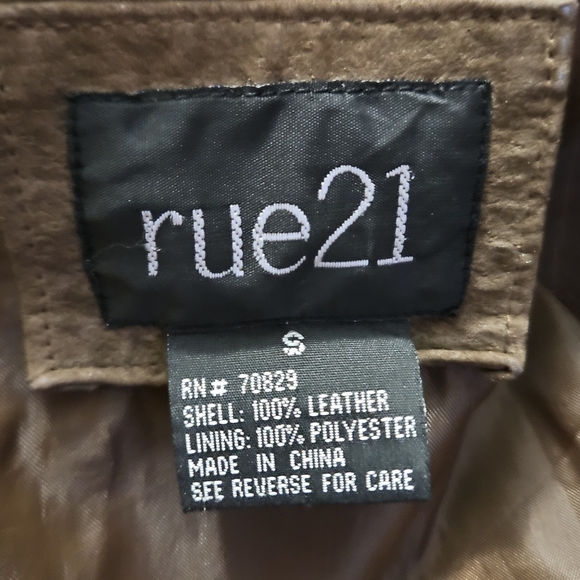 rue21
S
RN# 70829
SHELL: 100% LEATHER
LINING: 100% POLYESTER
MADE IN CHINA
SEE REVERSE FOR CARE